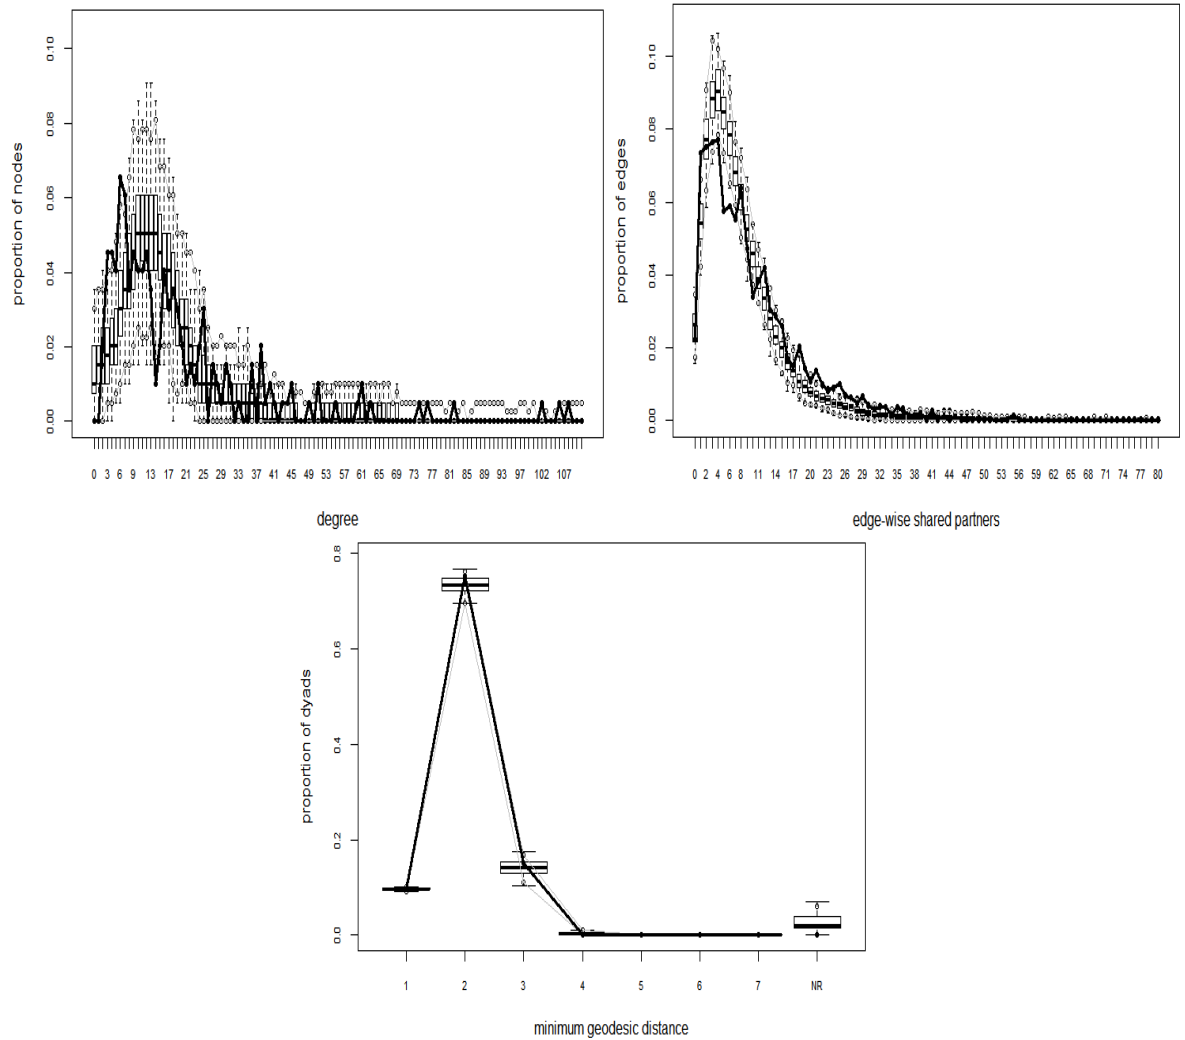 proportion of nodes
0.00
0.02
0.04
0.06
0.08
0.10
0 3 6 9 13 17 21 25 29 33 37 41 45 49 53 57 61 65 69 73 77 81 85 89 93 97 102 107
degree
proportion of edges
0.00
0.02
0.04
0.06
0.08
0.10
0 2 4 6 8 11 14 17 20 23 26 29 32 35 38 41 44 47 50 53 56 59 62 65 68 71 74 77 80
edge-wise shared partners
proportion of dyads
0.0
0.2
0.4
0.6
0.8
1 2 3 4 5 6 7 NR
minimum geodesic distance